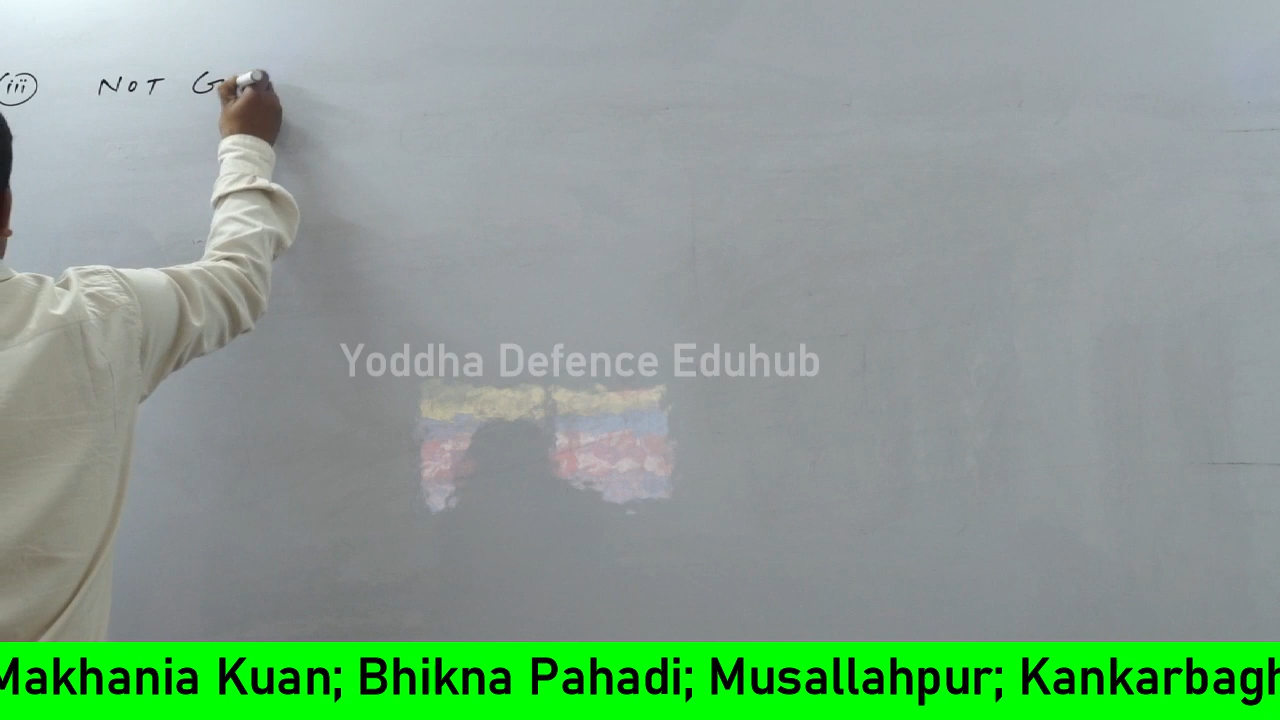 (iii) NOT G
Yoddha Defence Eduhub
Makhania Kuan; Bhikna Pahadi; Musallahpur; Kankarbagh